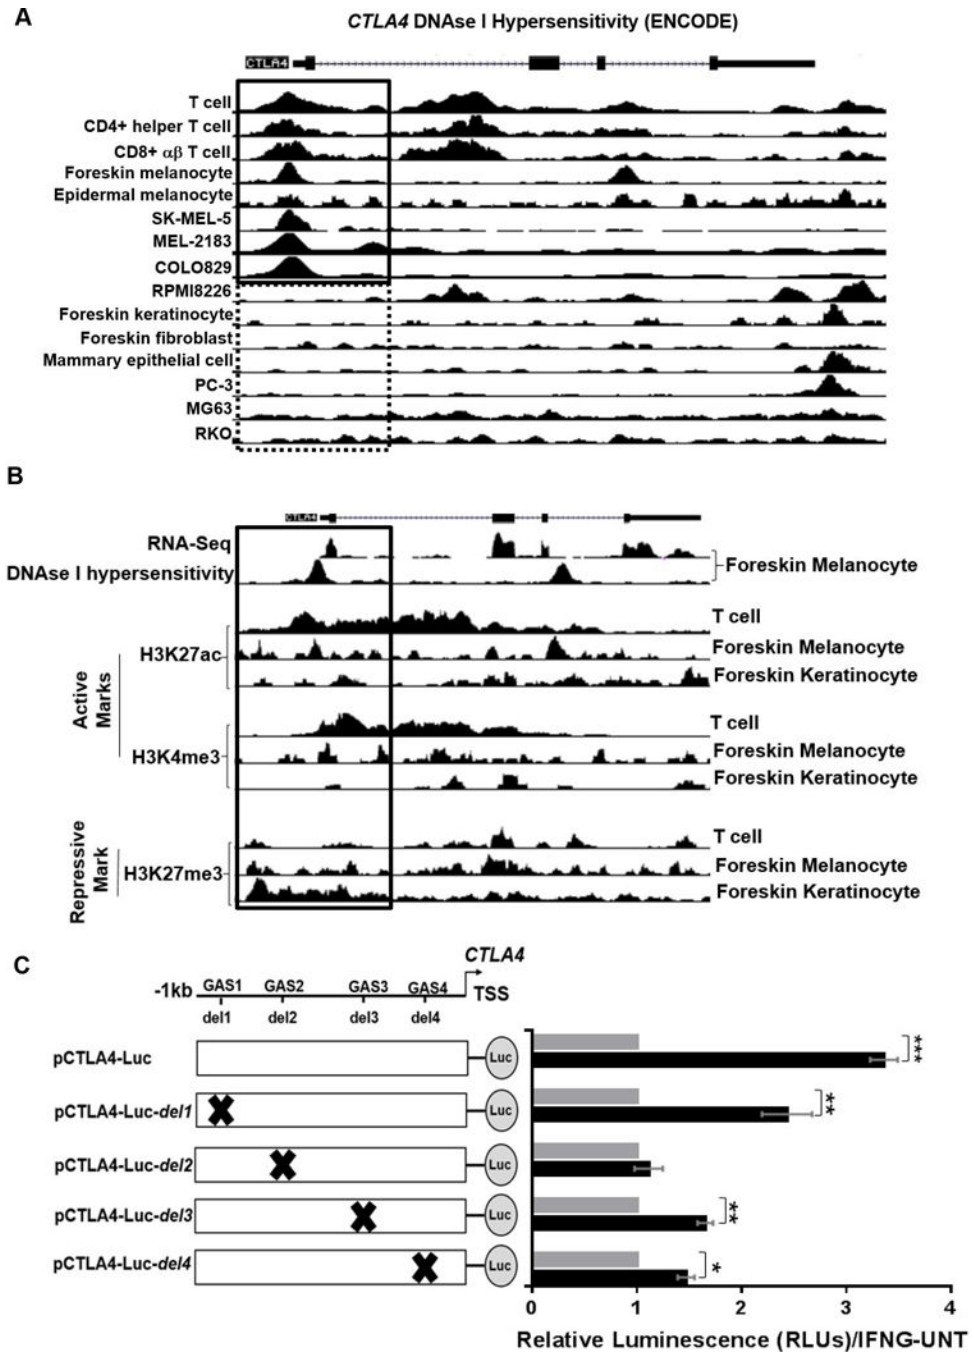 A
CTLA4 DNAse I Hypersensitivity (ENCODE)
CTLA4
T cell
CD4+ helper T cell
CD8+ αβ T cell
Foreskin melanocyte
Epidermal melanocyte
SK-MEL-5
MEL-2183
COLO829
RPMI8226
Foreskin keratinocyte
Foreskin fibroblast
Mammary epithelial cell
PC-3
MG63
RKO
B
CTLA4
RNA-Seq
DNAse I hypersensitivity
Foreskin Melanocyte
Active
Marks
H3K27ac
T cell
Foreskin Melanocyte
Foreskin Keratinocyte
H3K4me3
T cell
Foreskin Melanocyte
Foreskin Keratinocyte
Repressive
Mark
H3K27me3
T cell
Foreskin Melanocyte
Foreskin Keratinocyte
C
CTLA4
-1kb GAS1 GAS2 GAS3 GAS4 TSS
del1 del2 del3 del4
pCTLA4-Luc Luc ***
pCTLA4-Luc-del1 Luc **
pCTLA4-Luc-del2 Luc
pCTLA4-Luc-del3 Luc **
pCTLA4-Luc-del4 Luc *
0 1 2 3 4
Relative Luminescence (RLUs)/IFNG-UNT